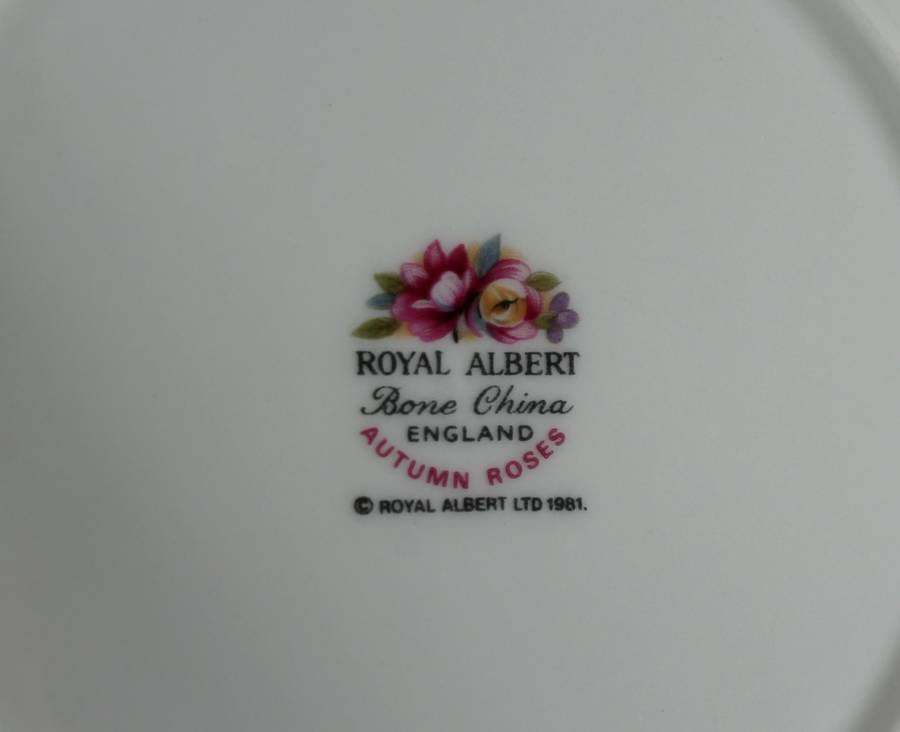 ROYAL ALBERT
Bone China
ENGLAND
AUTUMN ROSES
© ROYAL ALBERT LTD 1981.